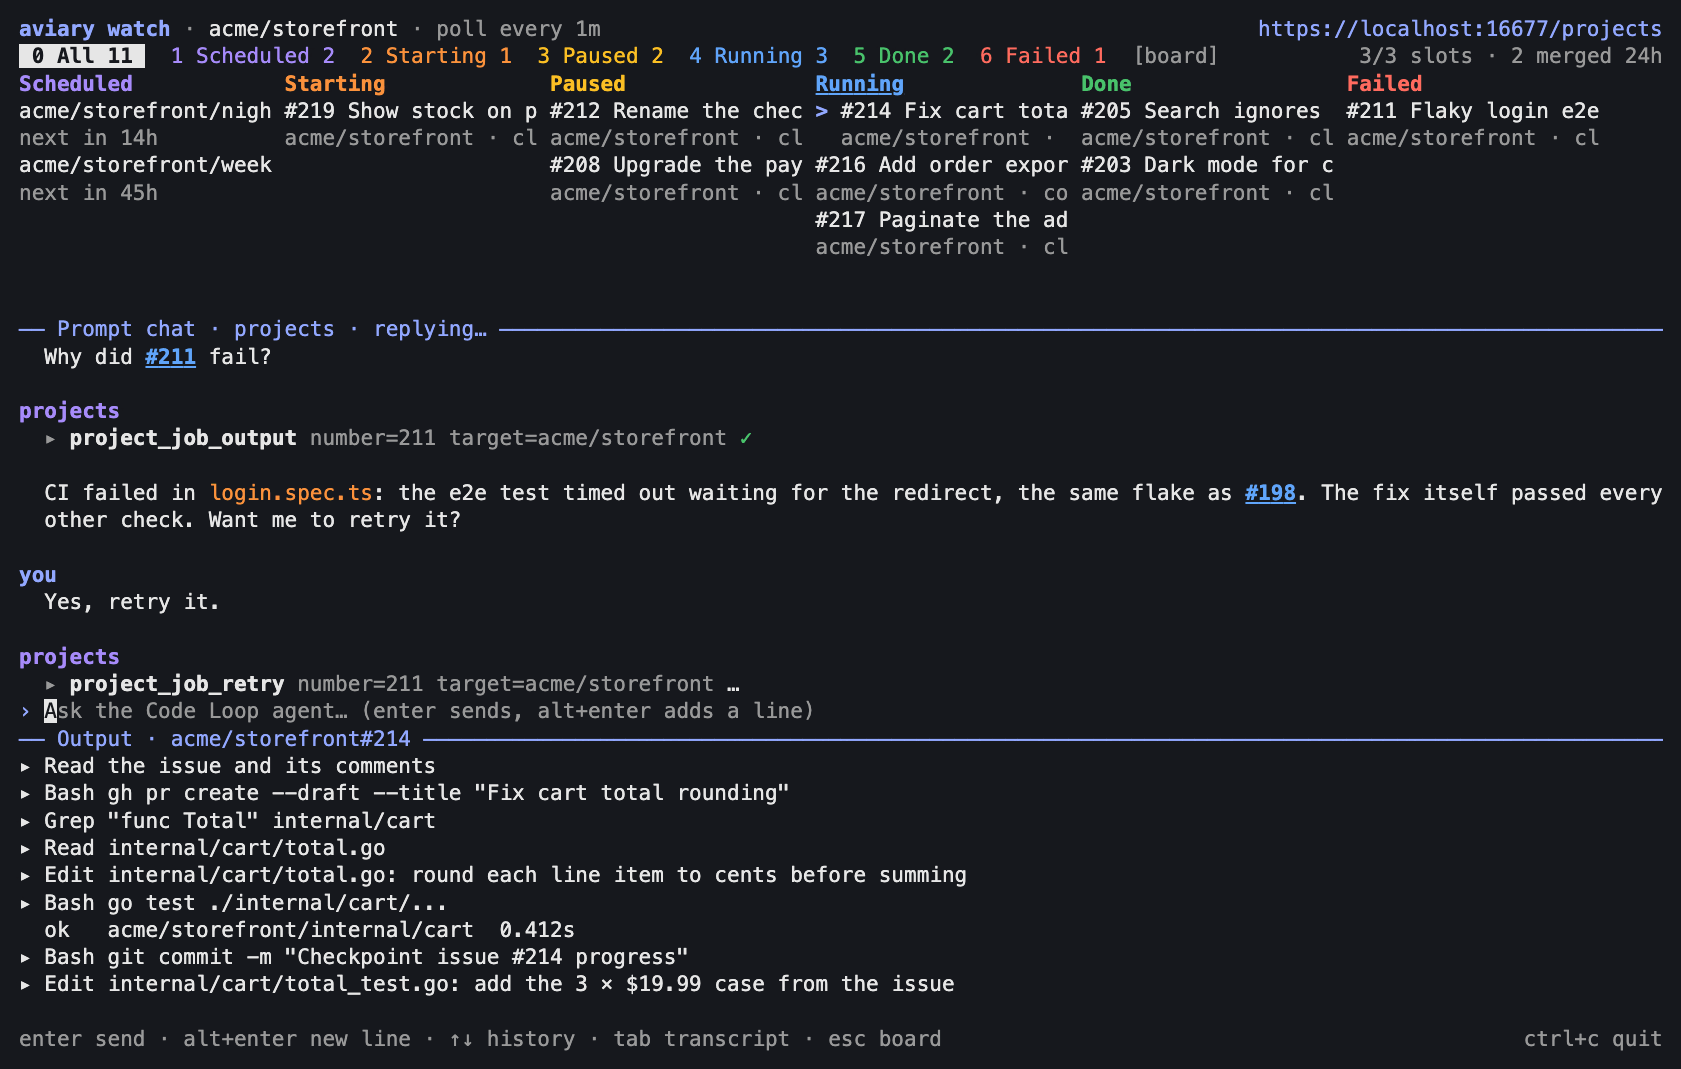 aviary watch · acme/storefront · poll every 1m https://localhost:16677/projects
0 All 11 1 Scheduled 2 2 Starting 1 3 Paused 2 4 Running 3 5 Done 2 6 Failed 1 [board] 3/3 slots · 2 merged 24h
Scheduled Starting Paused Running Done Failed
acme/storefront/nigh #219 Show stock on p #212 Rename the chec > #214 Fix cart tota #205 Search ignores #211 Flaky login e2e
next in 14h acme/storefront · cl acme/storefront · cl acme/storefront · acme/storefront · cl acme/storefront · cl
acme/storefront/week #208 Upgrade the pay #216 Add order expor #203 Dark mode for c
next in 45h acme/storefront · cl acme/storefront · co acme/storefront · cl
#217 Paginate the ad
acme/storefront · cl
── Prompt chat · projects · replying… ──
Why did #211 fail?
projects
▸ project_job_output number=211 target=acme/storefront ✓
CI failed in login.spec.ts: the e2e test timed out waiting for the redirect, the same flake as #198. The fix itself passed every
other check. Want me to retry it?
you
Yes, retry it.
projects
▸ project_job_retry number=211 target=acme/storefront …
› Ask the Code Loop agent… (enter sends, alt+enter adds a line)
── Output · acme/storefront#214 ──
▸ Read the issue and its comments
▸ Bash gh pr create --draft --title "Fix cart total rounding"
▸ Grep "func Total" internal/cart
▸ Read internal/cart/total.go
▸ Edit internal/cart/total.go: round each line item to cents before summing
▸ Bash go test ./internal/cart/...
ok acme/storefront/internal/cart 0.412s
▸ Bash git commit -m "Checkpoint issue #214 progress"
▸ Edit internal/cart/total_test.go: add the 3 × $19.99 case from the issue
enter send · alt+enter new line · ↑↓ history · tab transcript · esc board ctrl+c quit